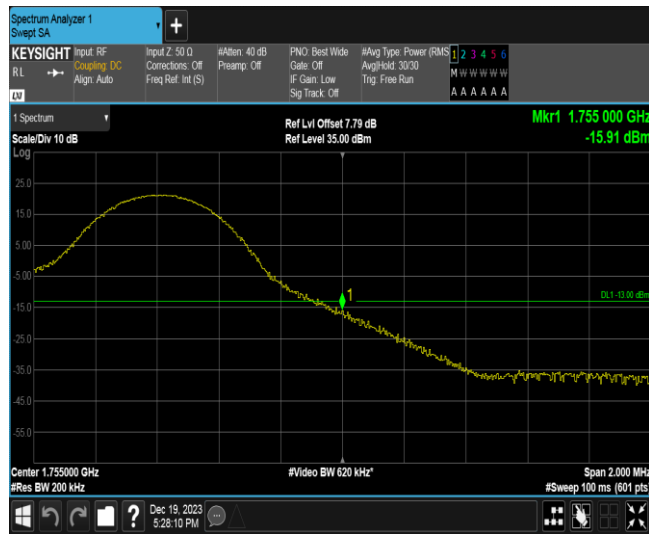 Spectrum Analyzer 1
Swept SA
+
KEYSIGHT
RL
LXI
Input: RF
Coupling: DC
Align: Auto
Input Z: 50 Ω
Corrections: Off
Freq Ref: Int (S)
#Atten: 40 dB
Preamp: Off
PNO: Best Wide
Gate: Off
IF Gain: Low
Sig Track: Off
#Avg Type: Power (RMS
Avg|Hold: 30/30
Trig: Free Run
1 2 3 4 5 6
M W W W W W
A A A A A A
1 Spectrum
Scale/Div 10 dB
Log
Ref Lvl Offset 7.79 dB
Ref Level 35.00 dBm
Mkr1 1.755 000 GHz
-15.91 dBm
25.0
15.0
5.00
-5.00
-15.0
-25.0
-35.0
-45.0
-55.0
1
DL1 -13.00 dBm
Center 1.755000 GHz
#Res BW 200 kHz
#Video BW 620 kHz*
Span 2.000 MHz
#Sweep 100 ms (601 pts)
?
Dec 19, 2023
5:28:10 PM